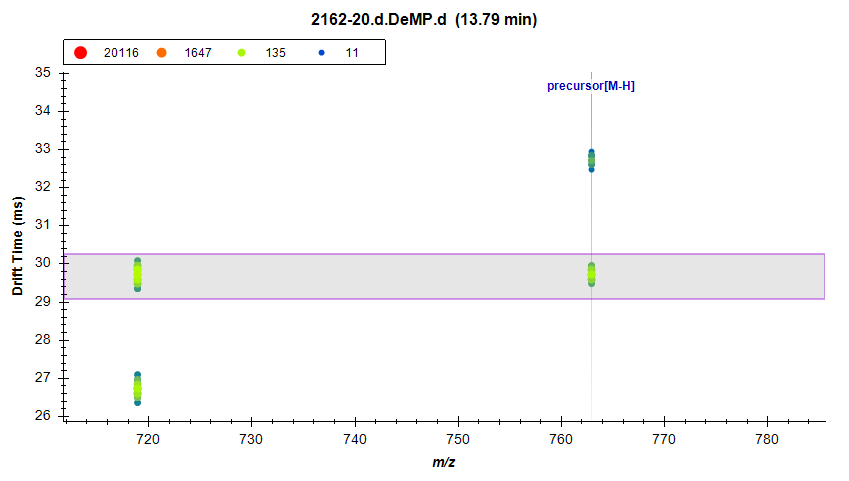 2162-20.d.DeMP.d (13.79 min)
20116 1647 135 11
precursor[M-H]
35
34
33
32
31
30
29
28
27
26
Drift Time (ms)
720 730 740 750 760 770 780
m/z